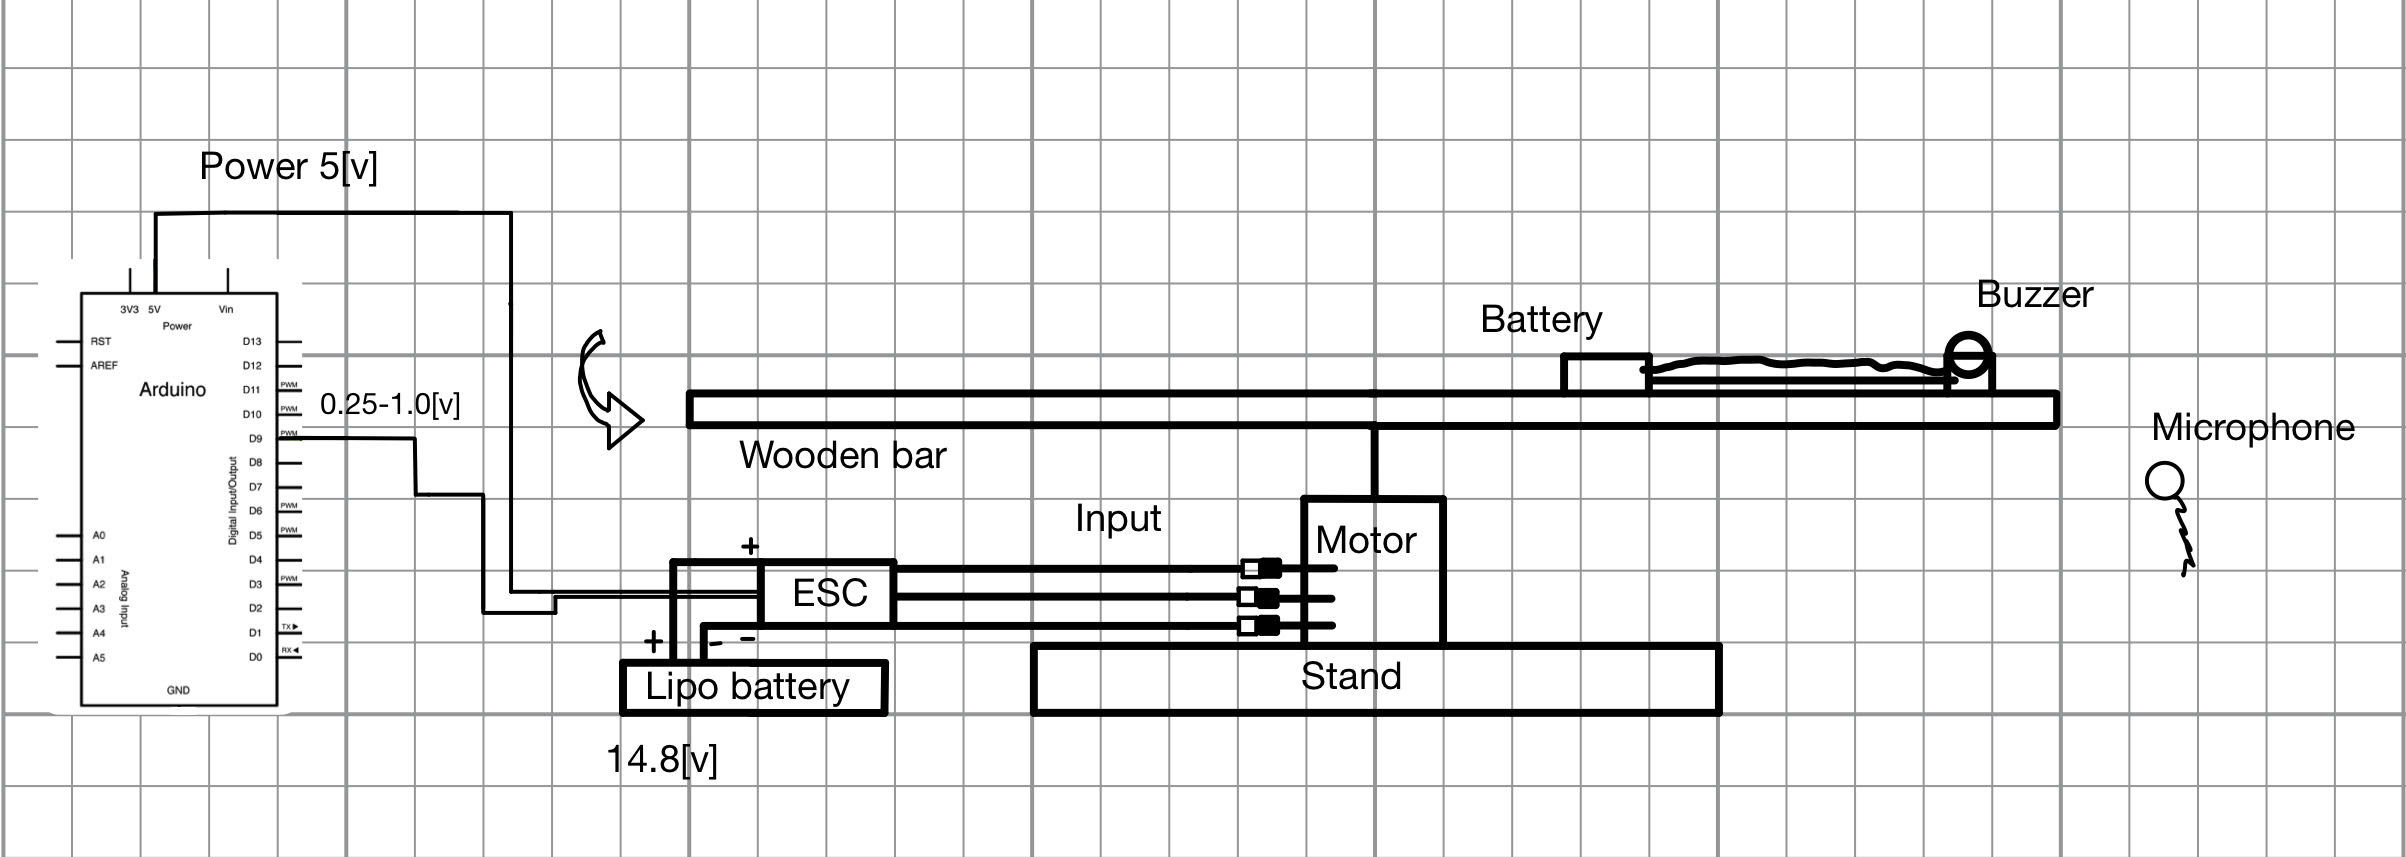 Power 5[v]
3V3 5V Vin
Power
RST
AREF
Arduino
A0
A1
A2
A3
A4
A5
Analog Input
Digital Input/Output
D13
D12
D11 PWM
D10 PWM
D9 PWM
D8
D7
D6 PWM
D5 PWM
D4
D3 PWM
D2
D1 TX▶
D0 RX◀
GND
0.25-1.0[v]
Battery
Buzzer
Wooden bar
Microphone
Input
Motor
+
ESC
+
- -
Lipo battery
Stand
14.8[v]